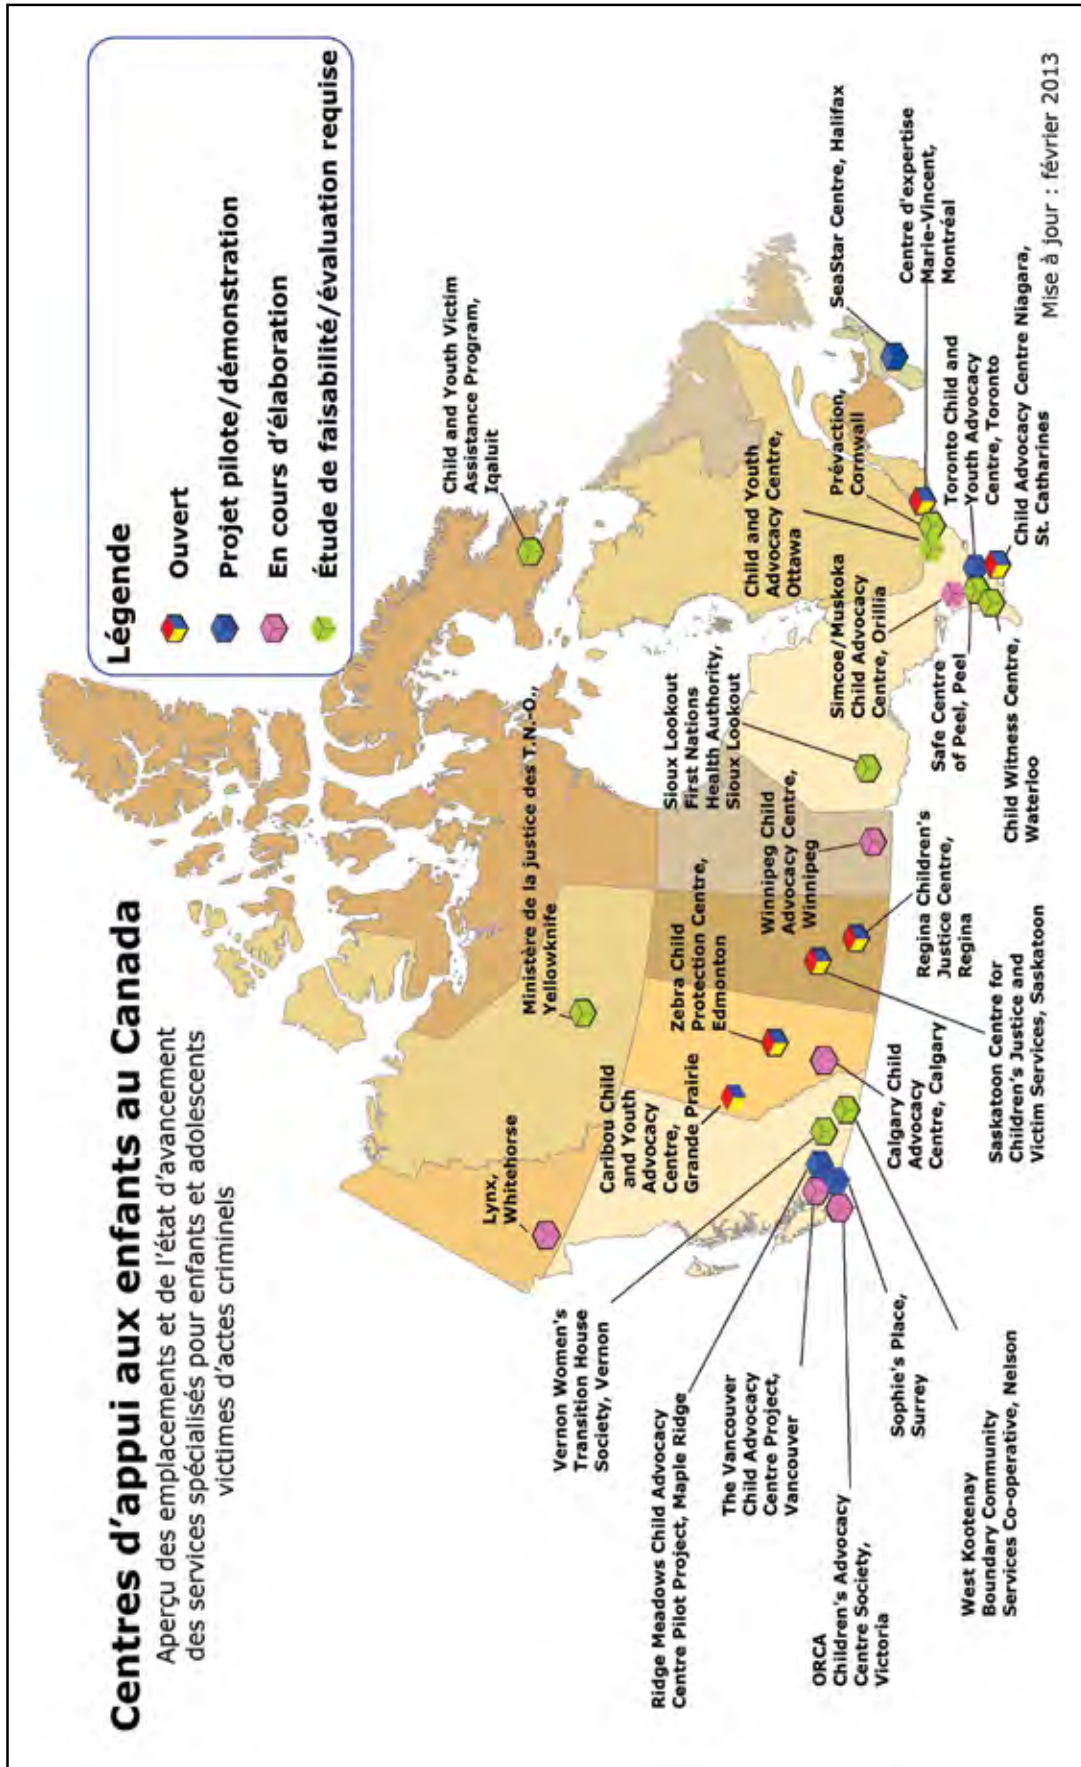 Centres d'appui aux enfants au Canada
Aperçu des emplacements et de l'état d'avancement
des services spécialisés pour enfants et adolescents
victimes d'actes criminels
Légende
Ouvert
Projet pilote/démonstration
En cours d'élaboration
Étude de faisabilité/évaluation requise
Child and Youth Victim
Assistance Program,
Iqaluit
Ministère de la justice des T.N.-O.,
Yellowknife
Lynx,
Whitehorse
Caribou Child
and Youth
Advocacy
Centre,
Grande Prairie
Zebra Child
Protection Centre,
Edmonton
Winnipeg Child
Advocacy Centre,
Winnipeg
Sioux Lookout
First Nations
Health Authority,
Sioux Lookout
Simcoe/Muskoka
Child Advocacy
Centre, Orillia
Child and Youth
Advocacy Centre,
Ottawa
Prévaction,
Cornwall
SeaStar Centre, Halifax
Centre d'expertise
Marie-Vincent,
Montréal
Toronto Child and
Youth Advocacy
Centre, Toronto
Child Advocacy Centre Niagara,
St. Catharines
Safe Centre
of Peel, Peel
Child Witness Centre,
Waterloo
Regina Children's
Justice Centre,
Regina
Saskatoon Centre for
Children's Justice and
Victim Services, Saskatoon
Calgary Child
Advocacy
Centre, Calgary
Vernon Women's
Transition House
Society, Vernon
Ridge Meadows Child Advocacy
Centre Pilot Project, Maple Ridge
The Vancouver
Child Advocacy
Centre Project,
Vancouver
ORCA
Children's Advocacy
Centre Society,
Victoria
Sophie's Place,
Surrey
West Kootenay
Boundary Community
Services Co-operative, Nelson
Mise à jour : février 2013